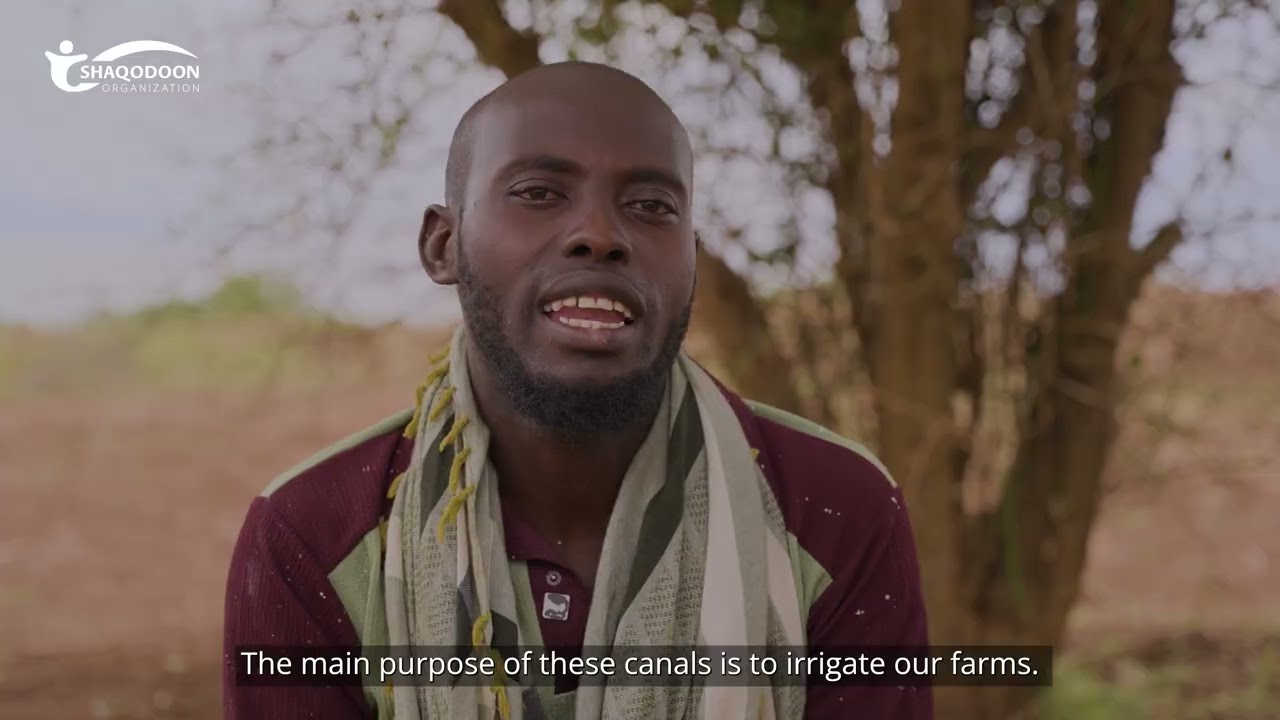 SHAQODOON
ORGANIZATION
The main purpose of these canals is to irrigate our farms.